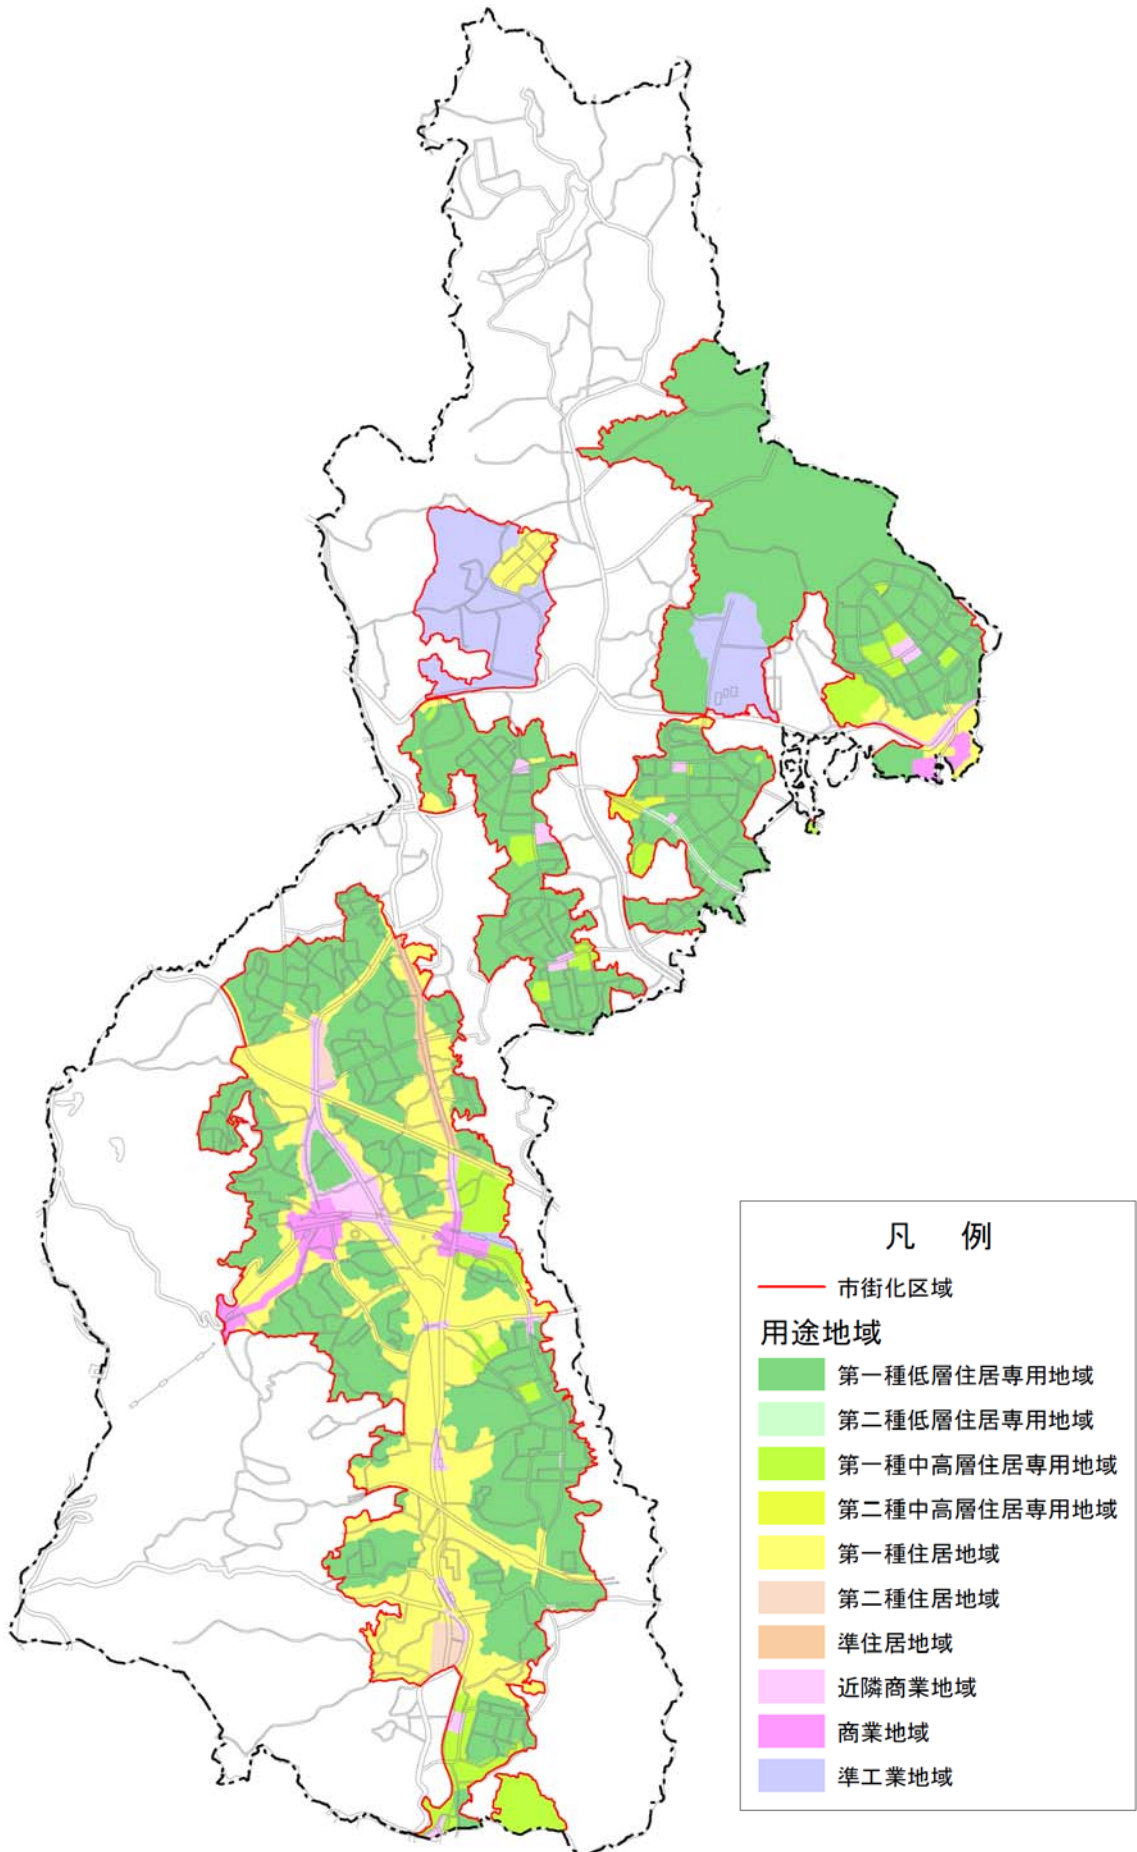 凡 例
市街化区域
用途地域
第一種低層住居専用地域
第二種低層住居専用地域
第一種中高層住居専用地域
第二種中高層住居専用地域
第一種住居地域
第二種住居地域
準住居地域
近隣商業地域
商業地域
準工業地域